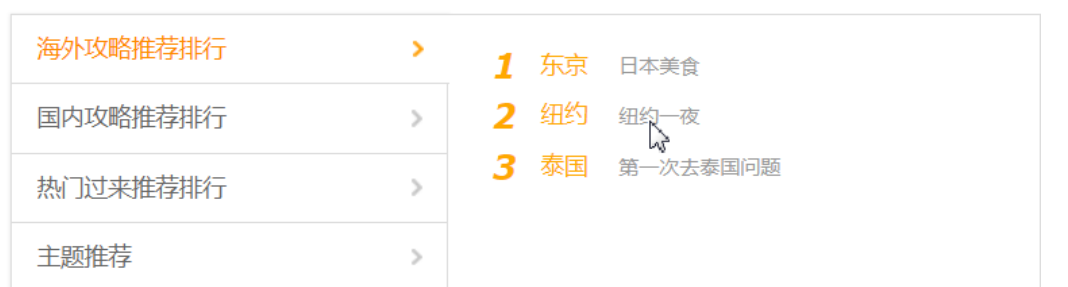 海外攻略推荐排行
国内攻略推荐排行
热门过来推荐排行
主题推荐
1 东京 日本美食
2 纽约 纽约一夜
3 泰国 第一次去泰国问题